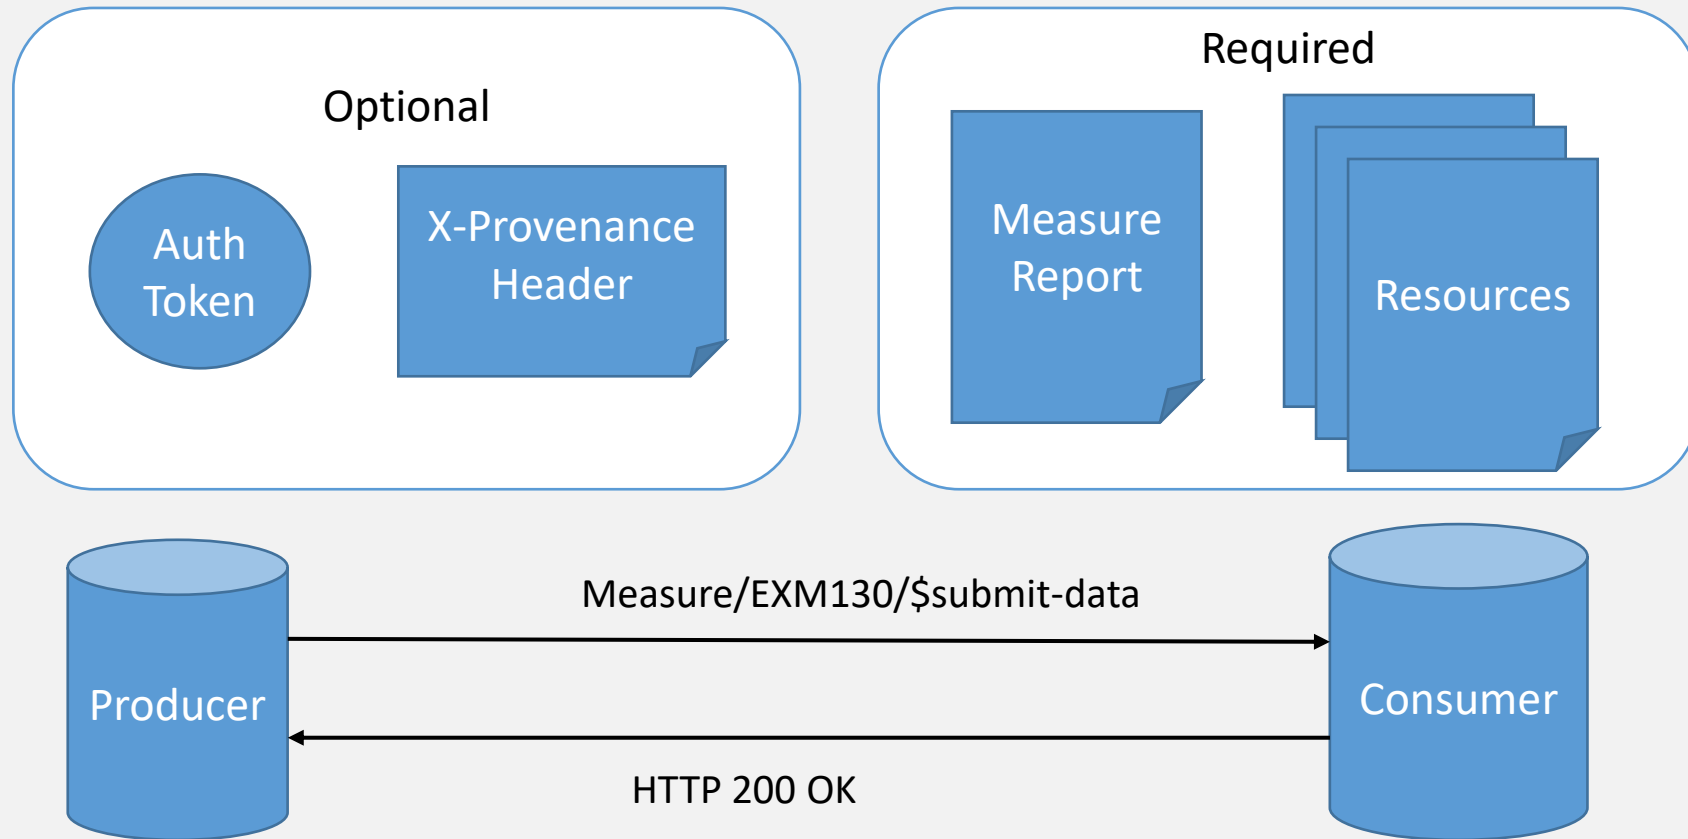 Optional
Auth
Token
X-Provenance
Header
Required
Measure
Report
Resources
Measure/EXM130/$submit-data
Producer
Consumer
HTTP 200 OK